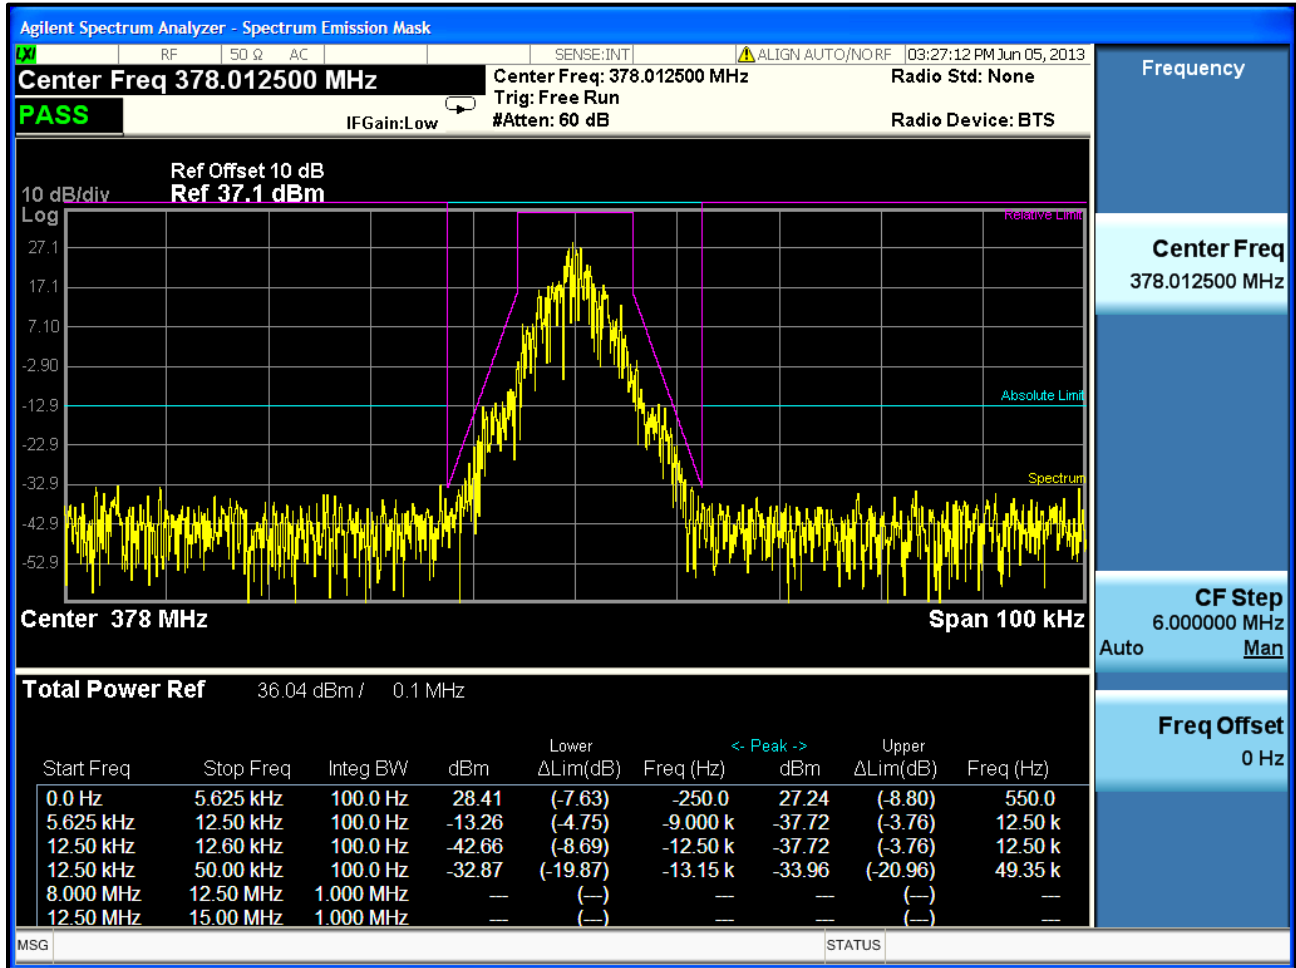 Agilent Spectrum Analyzer - Spectrum Emission Mask
LXI RF 50 Ω AC SENSE:INT ALIGN AUTO/NO RF 03:27:12 PM Jun 05, 2013
Center Freq 378.012500 MHz
Center Freq: 378.012500 MHz
Radio Std: None
Trig: Free Run
PASS
IFGain:Low
#Atten: 60 dB
Radio Device: BTS
Ref Offset 10 dB
10 dB/div Ref 37.1 dBm
Log
Relative Limit
27.1
17.1
7.10
-2.90
Absolute Limit
-12.9
-22.9
Spectrum
-32.9
-42.9
-52.9
Center 378 MHz Span 100 kHz
Total Power Ref 36.04 dBm / 0.1 MHz
Lower <- Peak -> Upper
Start Freq Stop Freq Integ BW dBm ΔLim(dB) Freq (Hz) dBm ΔLim(dB) Freq (Hz)
0.0 Hz 5.625 kHz 100.0 Hz 28.41 (-7.63) -250.0 27.24 (-8.80) 550.0
5.625 kHz 12.50 kHz 100.0 Hz -13.26 (-4.75) -9.000 k -37.72 (-3.76) 12.50 k
12.50 kHz 12.60 kHz 100.0 Hz -42.66 (-8.69) -12.50 k -37.72 (-3.76) 12.50 k
12.50 kHz 50.00 kHz 100.0 Hz -32.87 (-19.87) -13.15 k -33.96 (-20.96) 49.35 k
8.000 MHz 12.50 MHz 1.000 MHz --- (---) --- --- (---) ---
12.50 MHz 15.00 MHz 1.000 MHz --- (---) --- --- (---) ---
MSG STATUS
Frequency
Center Freq
378.012500 MHz
CF Step
6.000000 MHz
Auto Man
Freq Offset
0 Hz